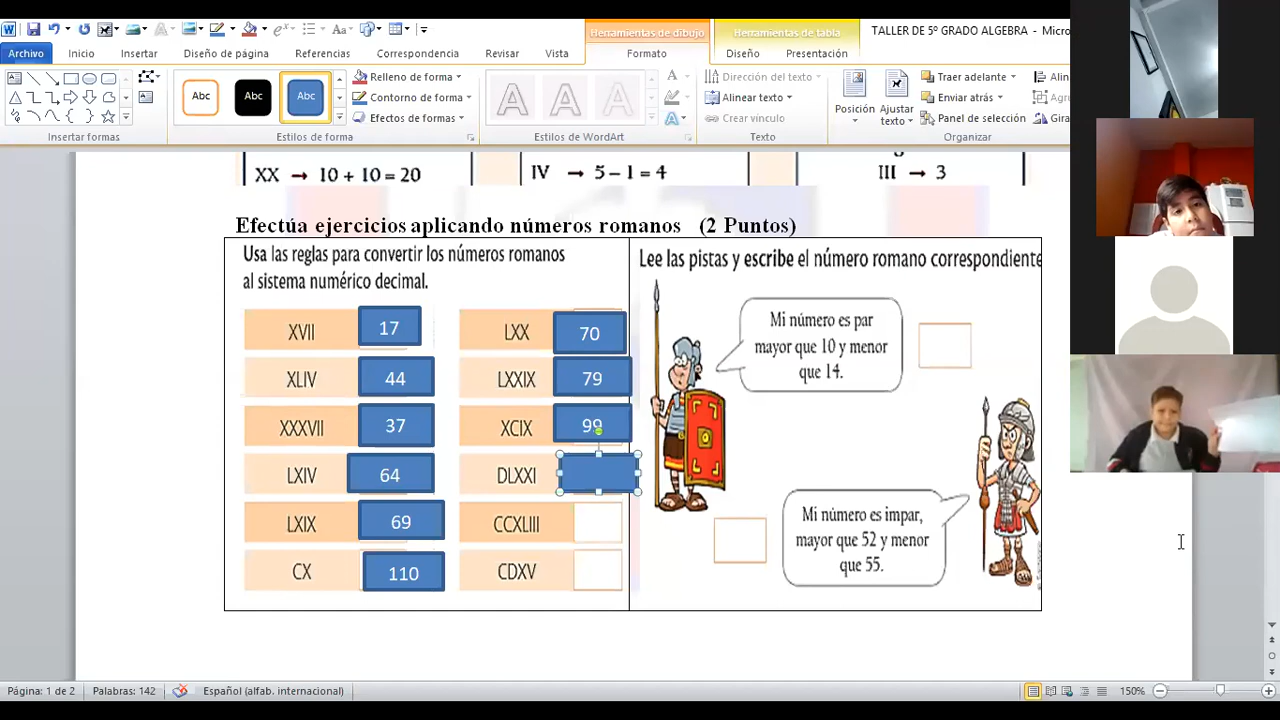 TALLER DE 5º GRADO ALGEBRA - Micro
Herramientas de dibujo
Herramientas de tabla
Archivo
Inicio
Insertar
Diseño de página
Referencias
Correspondencia
Revisar
Vista
Formato
Diseño
Presentación
Abc
Abc
Abc
Relleno de forma
Contorno de forma
Efectos de formas
Dirección del texto
Alinear texto
Crear vínculo
Posición
Ajustar texto
Traer adelante
Enviar atrás
Panel de selección
Insertar formas
Estilos de forma
Estilos de WordArt
Texto
Organizar
XX → 10 + 10 = 20
IV → 5 – 1 = 4
III → 3
Efectúa ejercicios aplicando números romanos (2 Puntos)
Usa las reglas para convertir los números romanos
al sistema numérico decimal.
XVII 17
XLIV 44
XXXVII 37
LXIV 64
LXIX 69
CX 110
LXX 70
LXXIX 79
XCIX 99
DLXXI
CCXLIII
CDXV
Lee las pistas y escribe el número romano correspondiente
Mi número es par
mayor que 10 y menor
que 14.
Mi número es impar,
mayor que 52 y menor
que 55.
Página: 1 de 2
Palabras: 142
Español (alfab. internacional)
150%